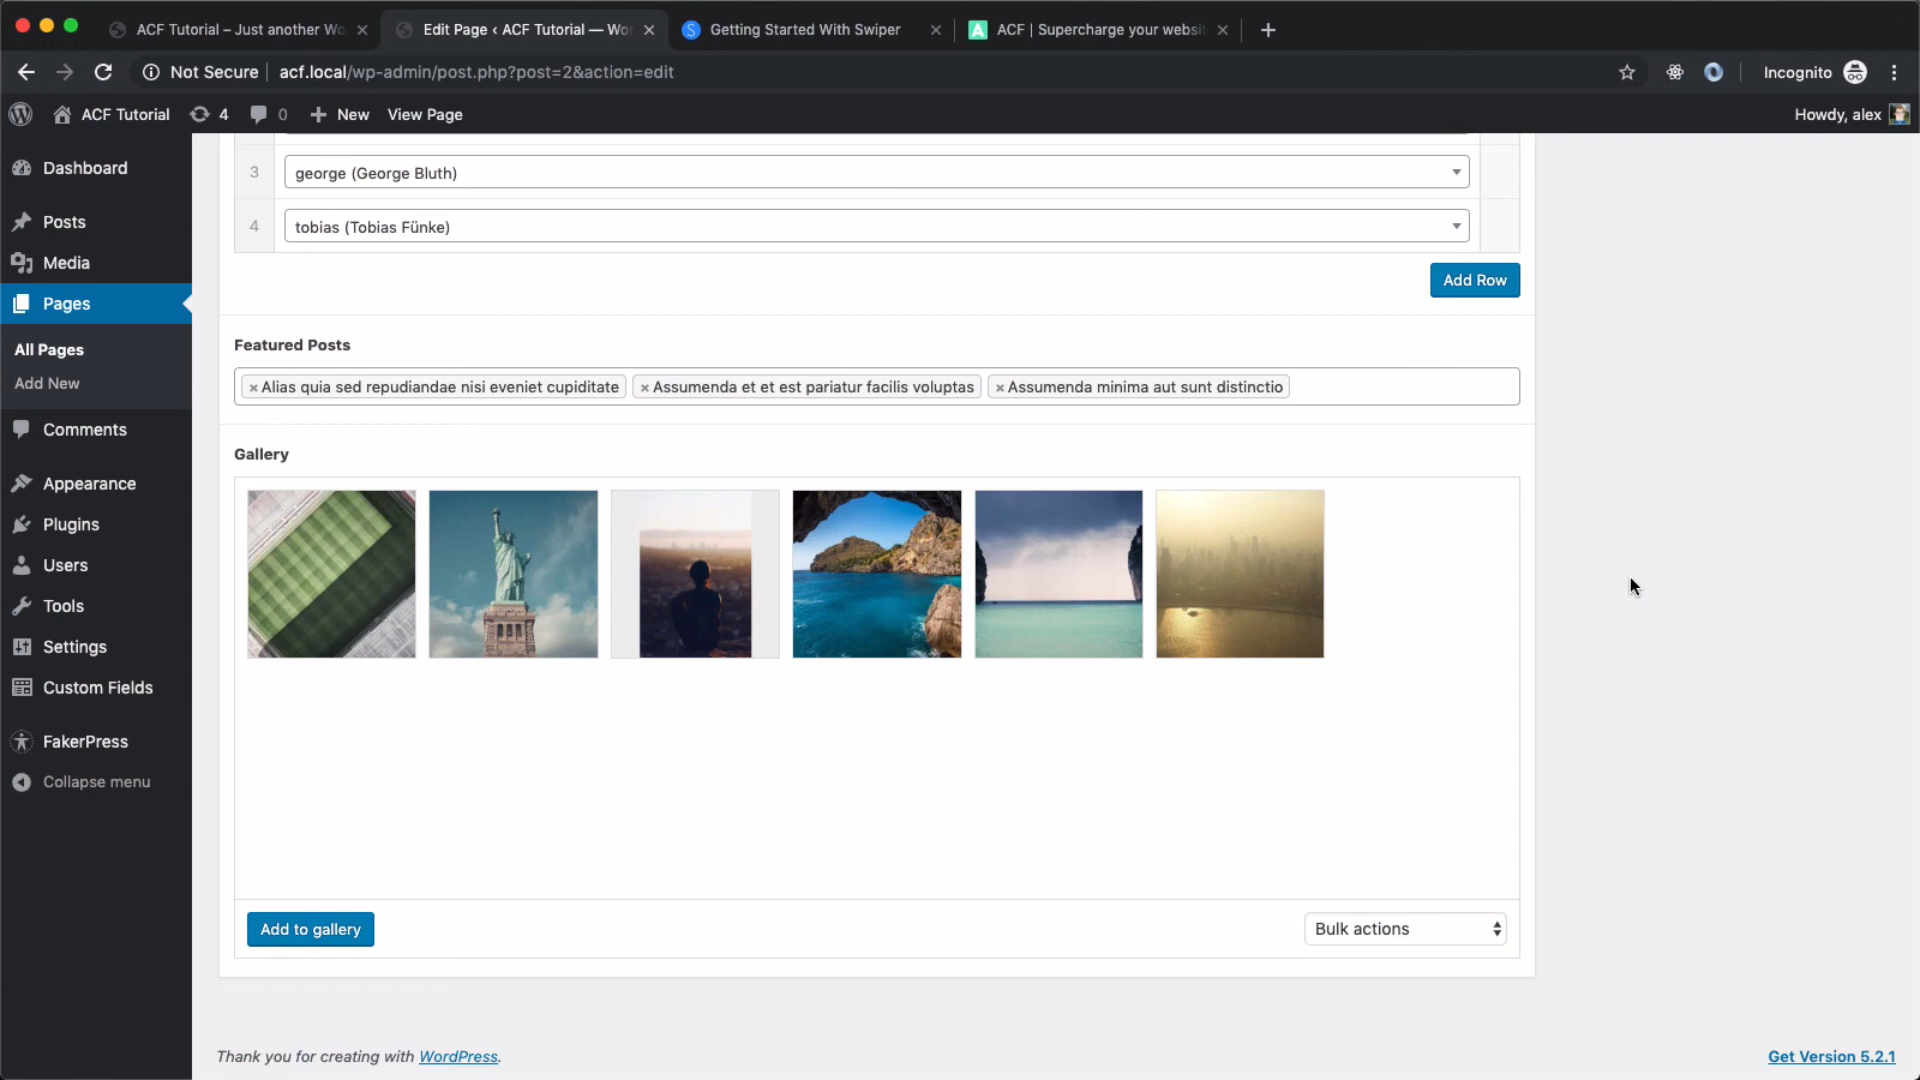 ACF Tutorial – Just another Wo
Edit Page ‹ ACF Tutorial — Wor
Getting Started With Swiper
ACF | Supercharge your websit
Not Secure
acf.local/wp-admin/post.php?post=2&action=edit
Incognito
ACF Tutorial
4
0
New
View Page
Howdy, alex
Dashboard
Posts
Media
Pages
All Pages
Add New
Comments
Appearance
Plugins
Users
Tools
Settings
Custom Fields
FakerPress
Collapse menu
3
george (George Bluth)
4
tobias (Tobias Fünke)
Add Row
Featured Posts
× Alias quia sed repudiandae nisi eveniet cupiditate
× Assumenda et et est pariatur facilis voluptas
× Assumenda minima aut sunt distinctio
Gallery
Add to gallery
Bulk actions
Thank you for creating with WordPress.
Get Version 5.2.1